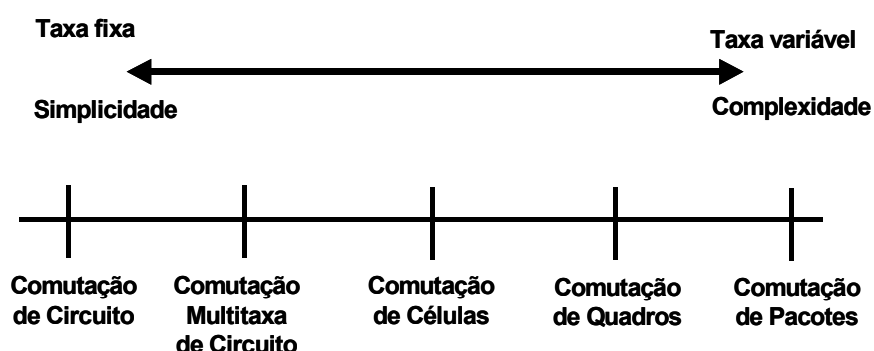 Taxa fixa
Taxa variável
Simplicidade
Complexidade
Comutação
de Circuito
Comutação
Multitaxa
de Circuito
Comutação
de Células
Comutação
de Quadros
Comutação
de Pacotes